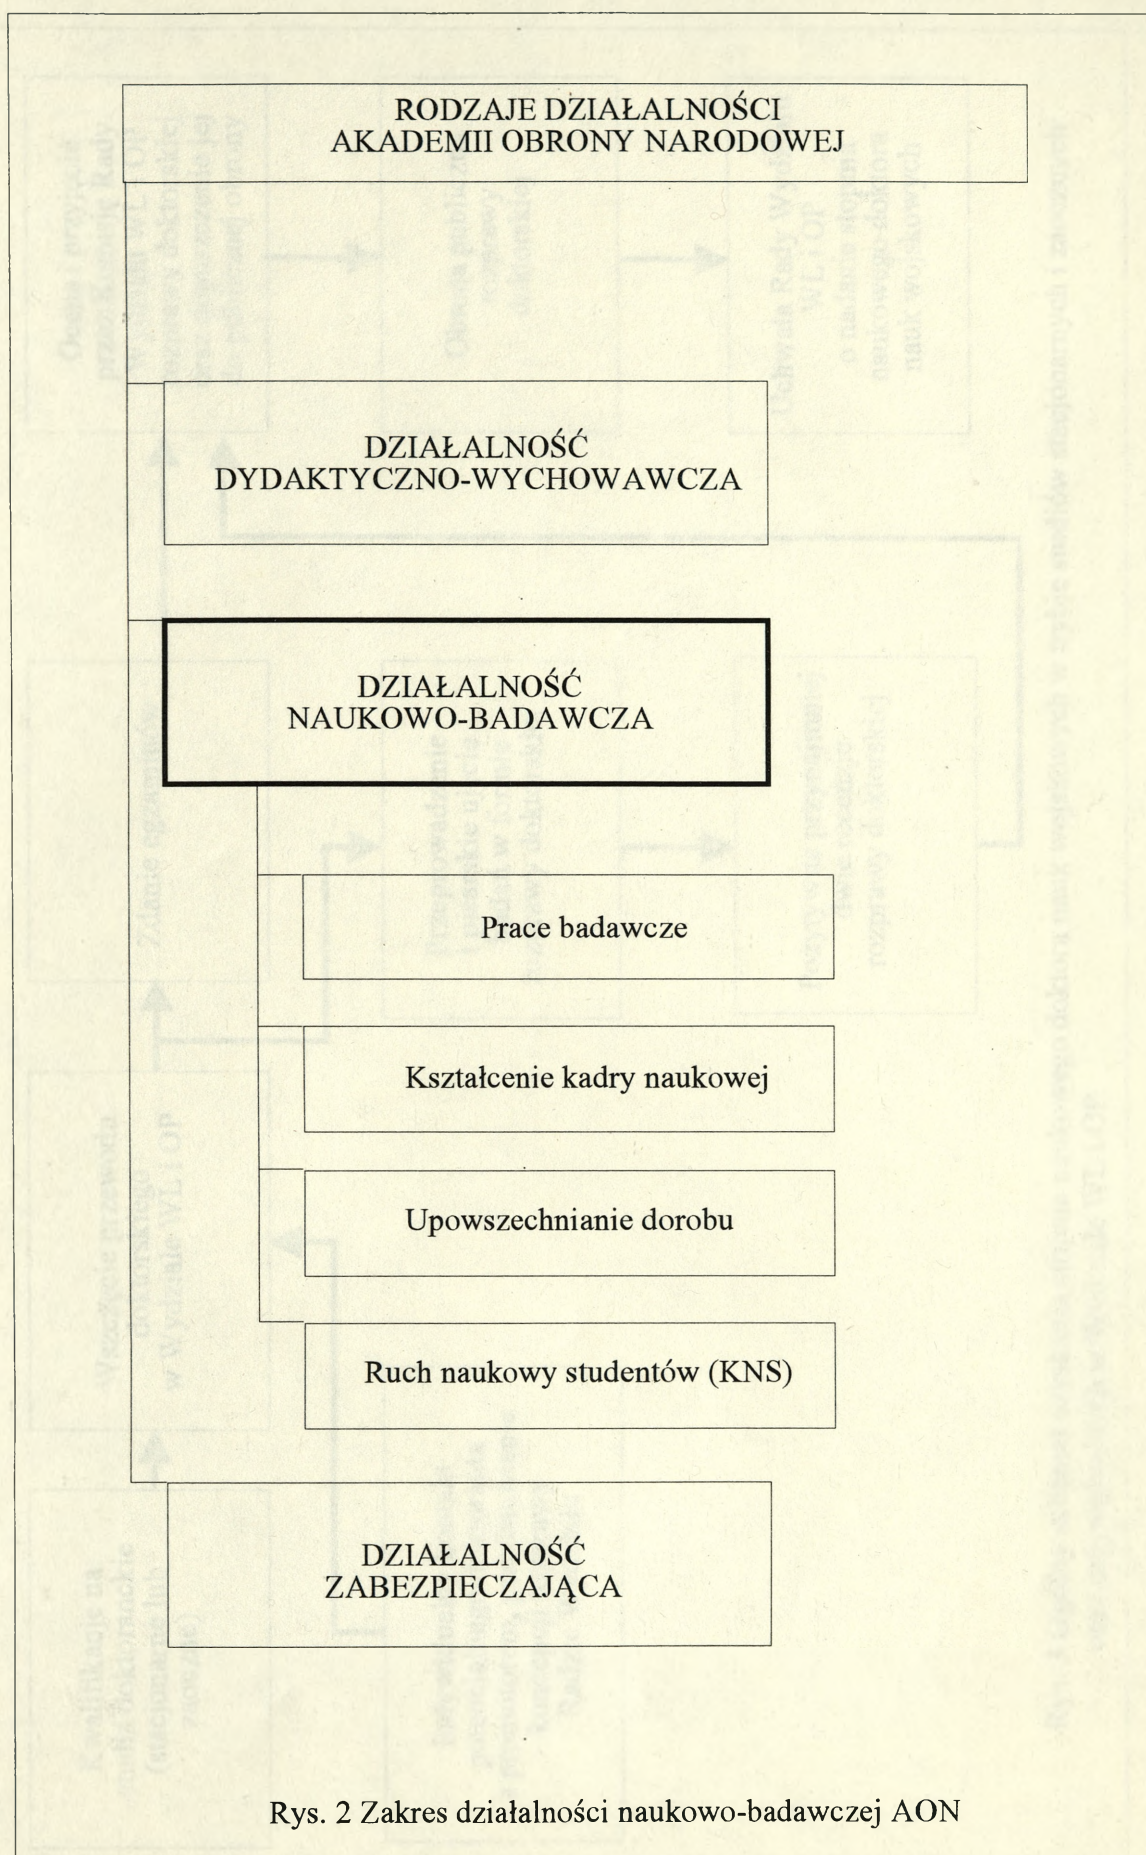 RODZAJE DZIAŁALNOŚCI
AKADEMII OBRONY NARODOWEJ
DZIAŁALNOŚĆ
DYDAKTYCZNO-WYCHOWAWCZA
DZIAŁALNOŚĆ
NAUKOWO-BADAWCZA
Prace badawcze
Kształcenie kadry naukowej
Upowszechnianie dorobu
Ruch naukowy studentów (KNS)
DZIAŁALNOŚĆ
ZABEZPIECZAJĄCA
Rys. 2 Zakres działalności naukowo-badawczej AON